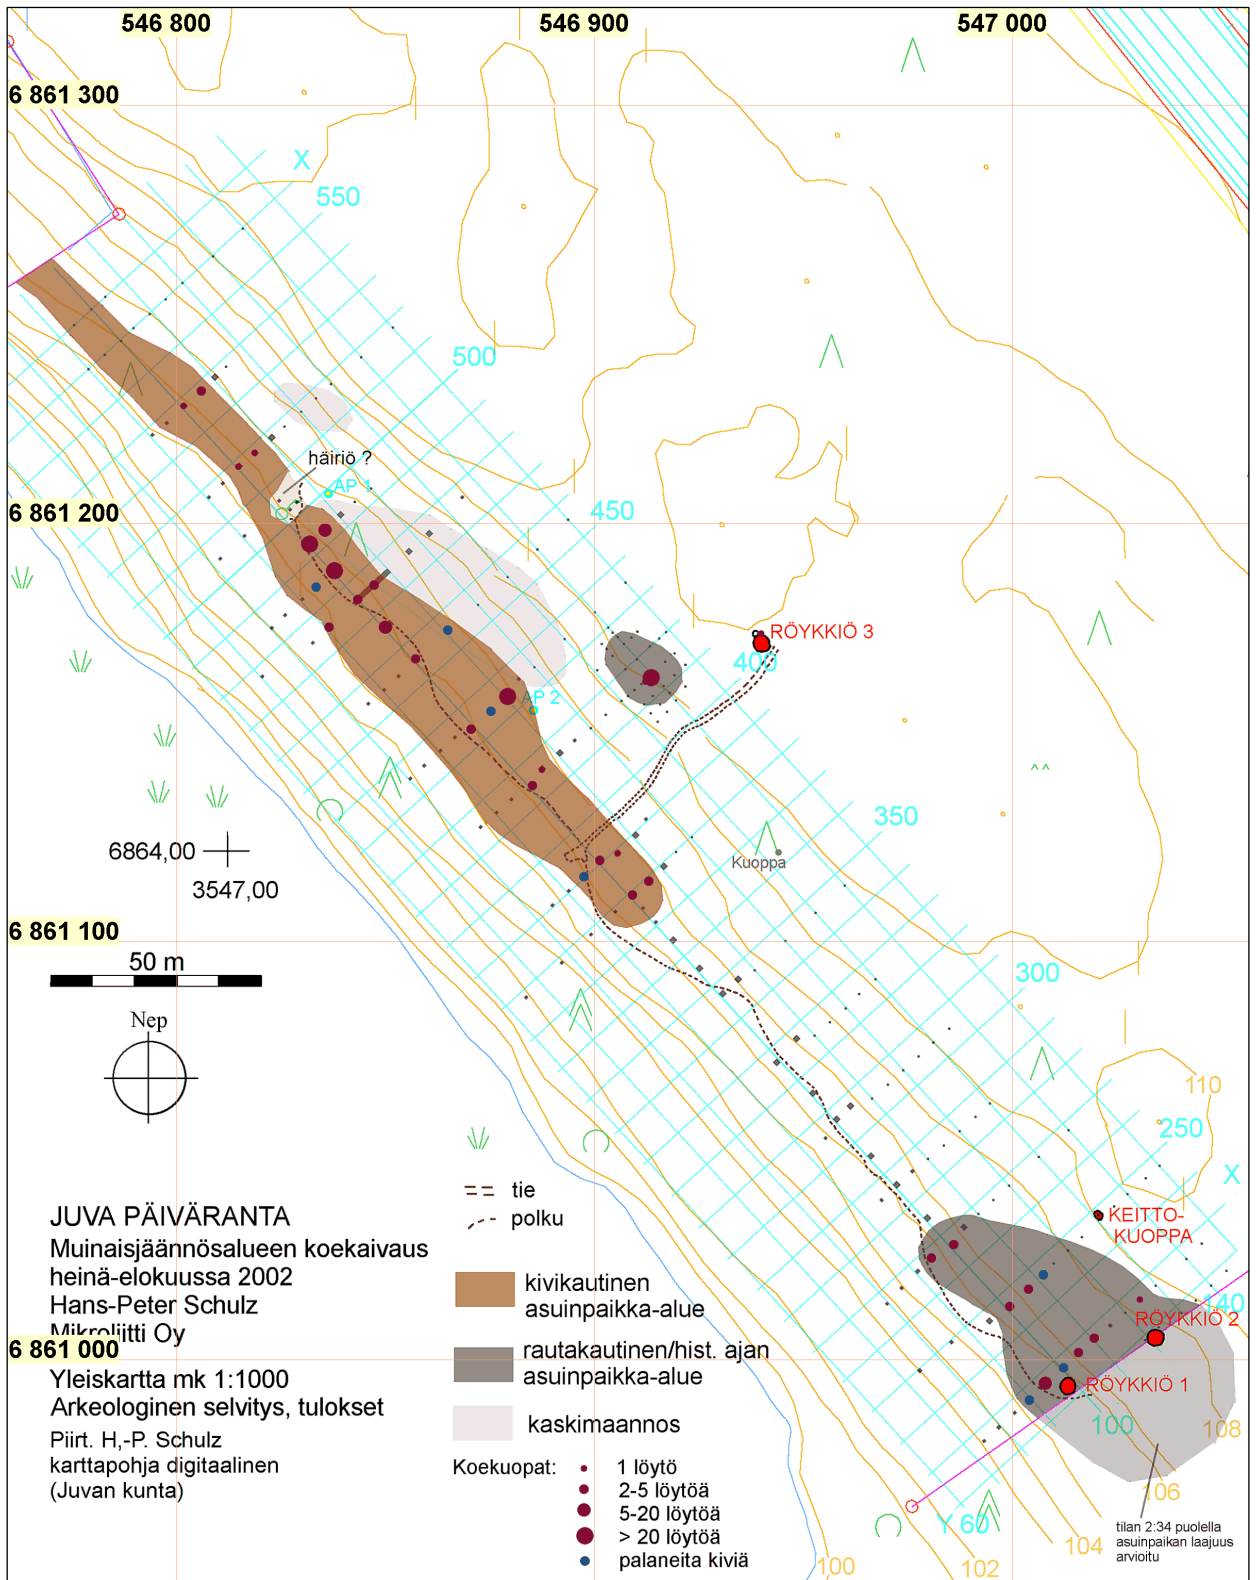 546 800
546 900
547 000
6 861 300
X
550
500
häiriö ?
AP 1
6 861 200
450
RÖYKKIÖ 3
400
AP 2
350
Kuoppa
6864,00
3547,00
6 861 100
50 m
300
Nep
110
250
X
tie
polku
KEITTO-
KUOPPA
JUVA PÄIVÄRANTA
Muinaisjäännösalueen koekaivaus
heinä-elokuussa 2002
Hans-Peter Schulz
Mikroliitti Oy
kivikautinen
asuinpaikka-alue
140
RÖYKKIÖ 2
6 861 000
rautakautinen/hist. ajan
asuinpaikka-alue
Yleiskartta mk 1:1000
Arkeologinen selvitys, tulokset
RÖYKKIÖ 1
100
108
kaskimaannos
Piirt. H,-P. Schulz
karttapohja digitaalinen
(Juvan kunta)
Koekuopat:
1 löytö
2-5 löytöä
5-20 löytöä
> 20 löytöä
palaneita kiviä
106
Y 60
tilan 2:34 puolella
asuinpaikan laajuus
arvioitu
104
102
100